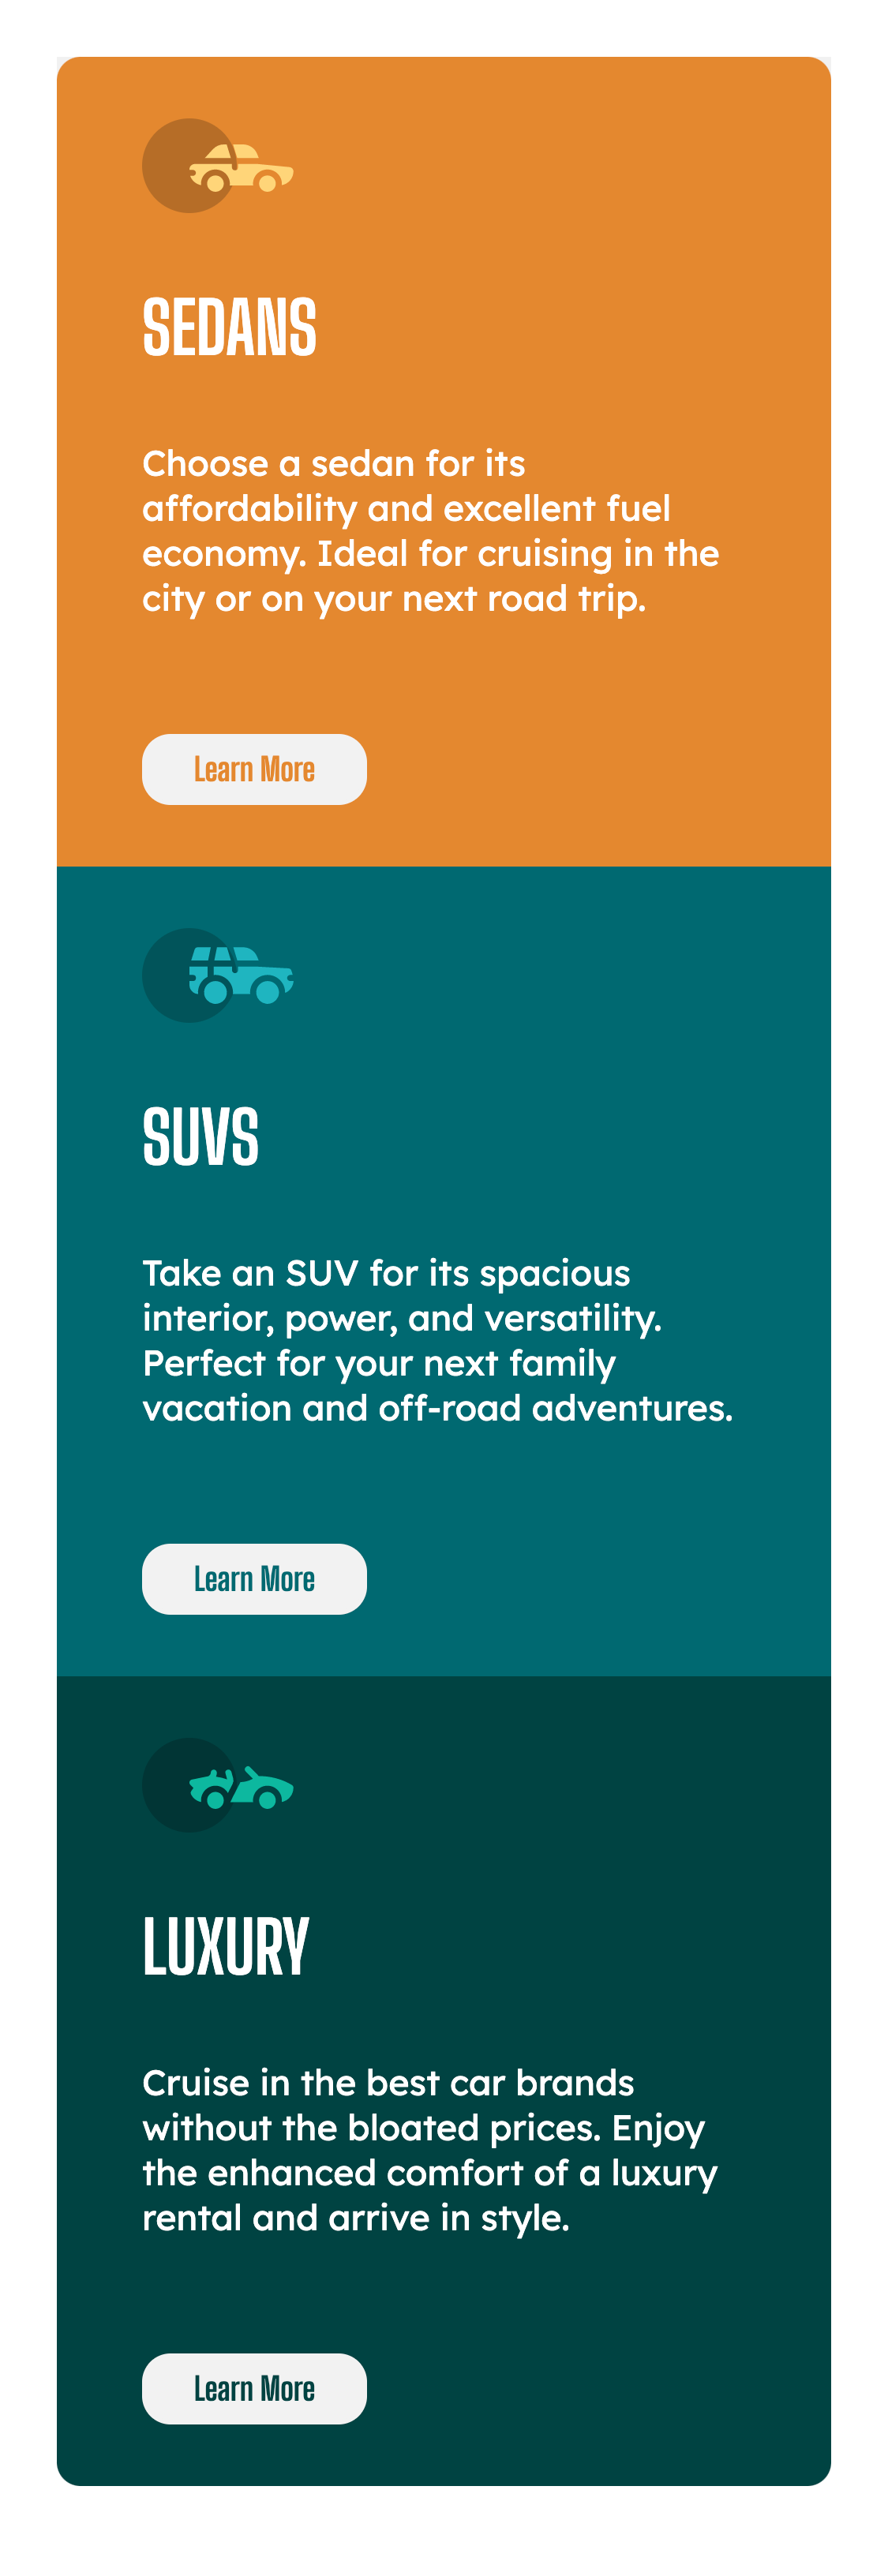 SEDANS
Choose a sedan for its
affordability and excellent fuel
economy. Ideal for cruising in the
city or on your next road trip.
Learn More
SUVS
Take an SUV for its spacious
interior, power, and versatility.
Perfect for your next family
vacation and off-road adventures.
Learn More
LUXURY
Cruise in the best car brands
without the bloated prices. Enjoy
the enhanced comfort of a luxury
rental and arrive in style.
Learn More